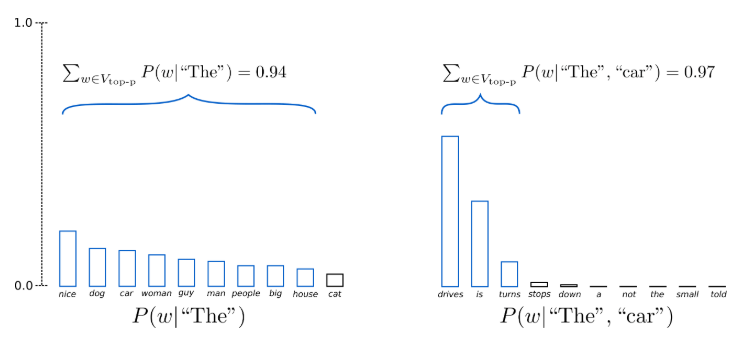 1.0
∑w∈Vtop-p P(w|“The”) = 0.94
∑w∈Vtop-p P(w|“The”, “car”) = 0.97
0.0
nice dog car woman guy man people big house cat
drives is turns stops down a not the small told
P(w|“The”)
P(w|“The”, “car”)